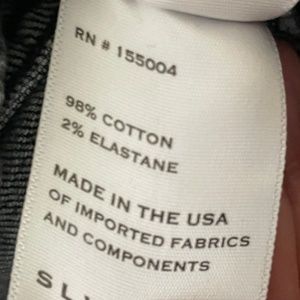 RN # 155004
98% COTTON
2% ELASTANE
MADE IN THE USA
OF IMPORTED FABRICS
AND COMPONENTS